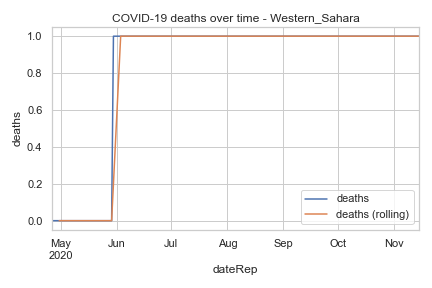 COVID-19 deaths over time - Western_Sahara
deaths
1.0
0.8
0.6
0.4
0.2
0.0
deaths
deaths (rolling)
May Jun Jul Aug Sep Oct Nov
2020
dateRep